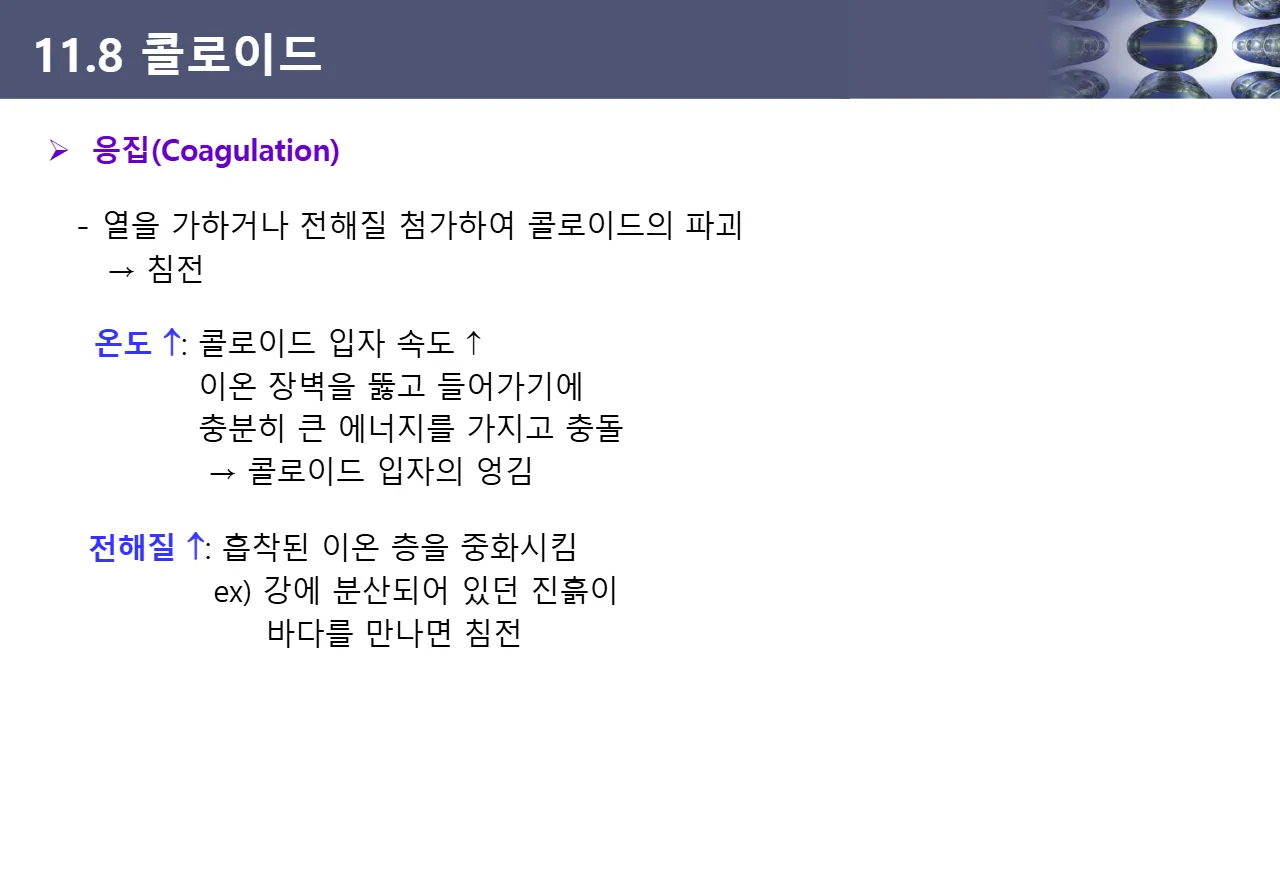 11.8 콜로이드
➢ 응집(Coagulation)
- 열을 가하거나 전해질 첨가하여 콜로이드의 파괴
→ 침전
온도 ↑: 콜로이드 입자 속도 ↑
이온 장벽을 뚫고 들어가기에
충분히 큰 에너지를 가지고 충돌
→ 콜로이드 입자의 엉김
전해질 ↑: 흡착된 이온 층을 중화시킴
ex) 강에 분산되어 있던 진흙이
바다를 만나면 침전